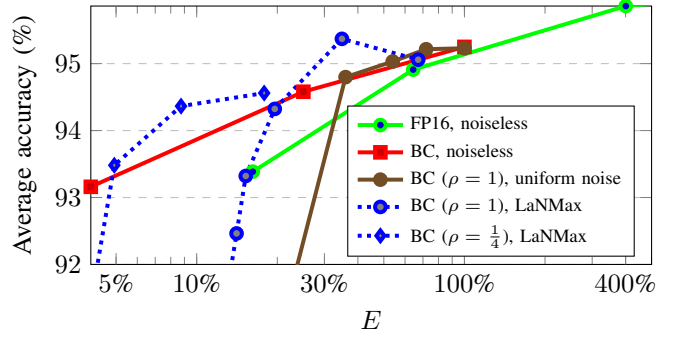 Average accuracy (%)
95
94
93
92
FP16, noiseless
BC, noiseless
BC (ρ = 1), uniform noise
BC (ρ = 1), LaNMax
BC (ρ = 1/4), LaNMax
5% 10% 30% 100% 400%
E